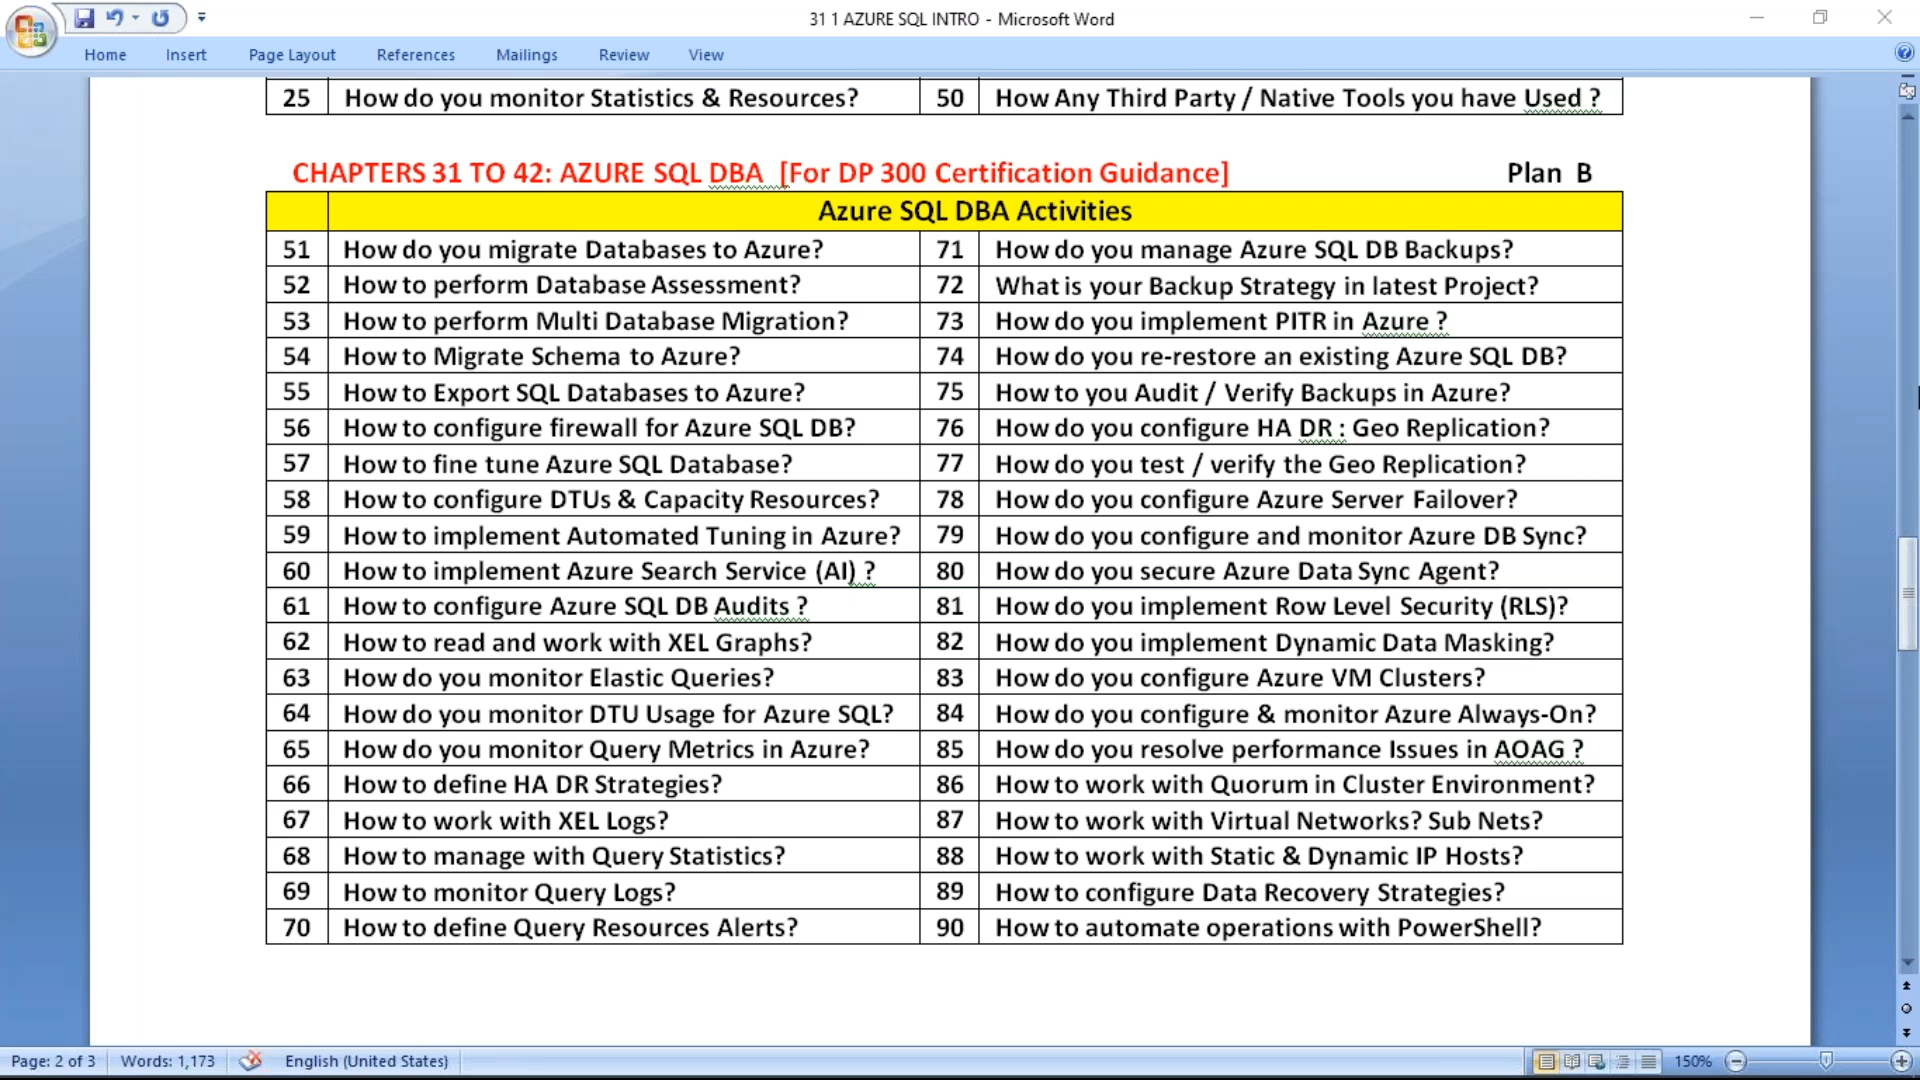 31 1 AZURE SQL INTRO - Microsoft Word
Home Insert Page Layout References Mailings Review View
25 How do you monitor Statistics & Resources? 50 How Any Third Party / Native Tools you have Used ?
CHAPTERS 31 TO 42: AZURE SQL DBA [For DP 300 Certification Guidance] Plan B
Azure SQL DBA Activities
51 How do you migrate Databases to Azure? 71 How do you manage Azure SQL DB Backups?
52 How to perform Database Assessment? 72 What is your Backup Strategy in latest Project?
53 How to perform Multi Database Migration? 73 How do you implement PITR in Azure ?
54 How to Migrate Schema to Azure? 74 How do you re-restore an existing Azure SQL DB?
55 How to Export SQL Databases to Azure? 75 How to you Audit / Verify Backups in Azure?
56 How to configure firewall for Azure SQL DB? 76 How do you configure HA DR : Geo Replication?
57 How to fine tune Azure SQL Database? 77 How do you test / verify the Geo Replication?
58 How to configure DTUs & Capacity Resources? 78 How do you configure Azure Server Failover?
59 How to implement Automated Tuning in Azure? 79 How do you configure and monitor Azure DB Sync?
60 How to implement Azure Search Service (AI) ? 80 How do you secure Azure Data Sync Agent?
61 How to configure Azure SQL DB Audits ? 81 How do you implement Row Level Security (RLS)?
62 How to read and work with XEL Graphs? 82 How do you implement Dynamic Data Masking?
63 How do you monitor Elastic Queries? 83 How do you configure Azure VM Clusters?
64 How do you monitor DTU Usage for Azure SQL? 84 How do you configure & monitor Azure Always-On?
65 How do you monitor Query Metrics in Azure? 85 How do you resolve performance Issues in AOAG ?
66 How to define HA DR Strategies? 86 How to work with Quorum in Cluster Environment?
67 How to work with XEL Logs? 87 How to work with Virtual Networks? Sub Nets?
68 How to manage with Query Statistics? 88 How to work with Static & Dynamic IP Hosts?
69 How to monitor Query Logs? 89 How to configure Data Recovery Strategies?
70 How to define Query Resources Alerts? 90 How to automate operations with PowerShell?
Page: 2 of 3 Words: 1,173 English (United States) 150%